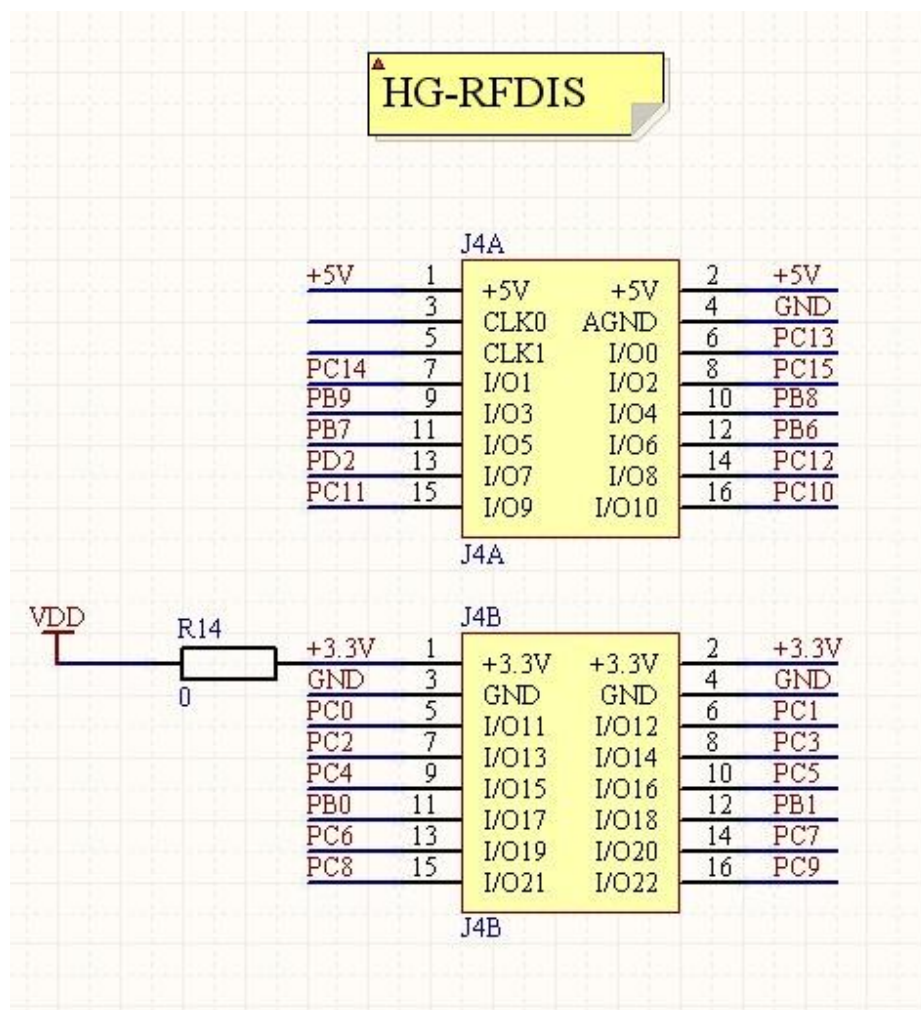 HG-RFDIS
J4A
+5V 1 +5V +5V 2 +5V
3 CLK0 AGND 4 GND
5 CLK1 I/O0 6 PC13
PC14 7 I/O1 I/O2 8 PC15
PB9 9 I/O3 I/O4 10 PB8
PB7 11 I/O5 I/O6 12 PB6
PD2 13 I/O7 I/O8 14 PC12
PC11 15 I/O9 I/O10 16 PC10
J4A
J4B
VDD R14 +3.3V 1 +3.3V +3.3V 2 +3.3V
0 GND 3 GND GND 4 GND
PC0 5 I/O11 I/O12 6 PC1
PC2 7 I/O13 I/O14 8 PC3
PC4 9 I/O15 I/O16 10 PC5
PB0 11 I/O17 I/O18 12 PB1
PC6 13 I/O19 I/O20 14 PC7
PC8 15 I/O21 I/O22 16 PC9
J4B